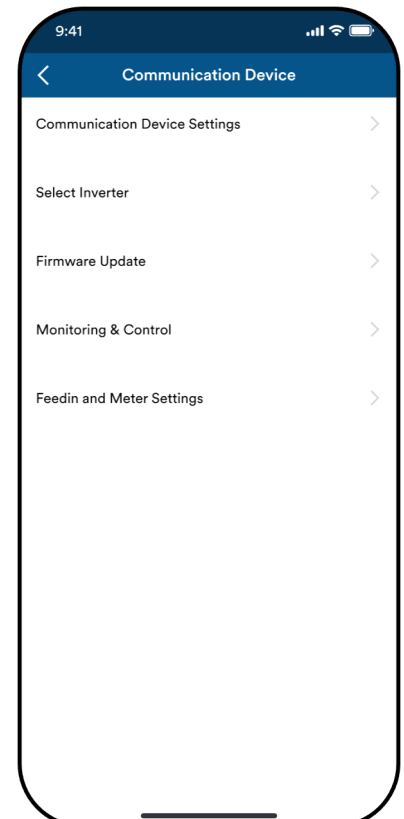 9:41
Communication Device
Communication Device Settings
Select Inverter
Firmware Update
Monitoring & Control
Feedin and Meter Settings